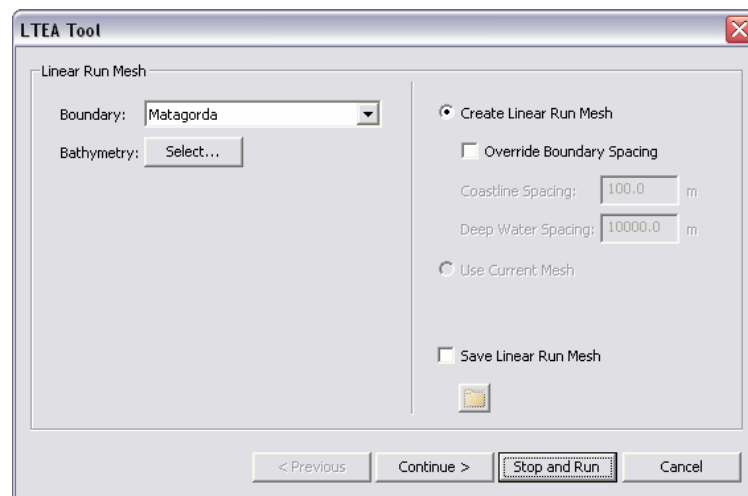 LTEA Tool
Linear Run Mesh
Boundary: Matagorda
Bathymetry: Select...
Create Linear Run Mesh
Override Boundary Spacing
Coastline Spacing: 100.0 m
Deep Water Spacing: 10000.0 m
Use Current Mesh
Save Linear Run Mesh
< Previous Continue > Stop and Run Cancel